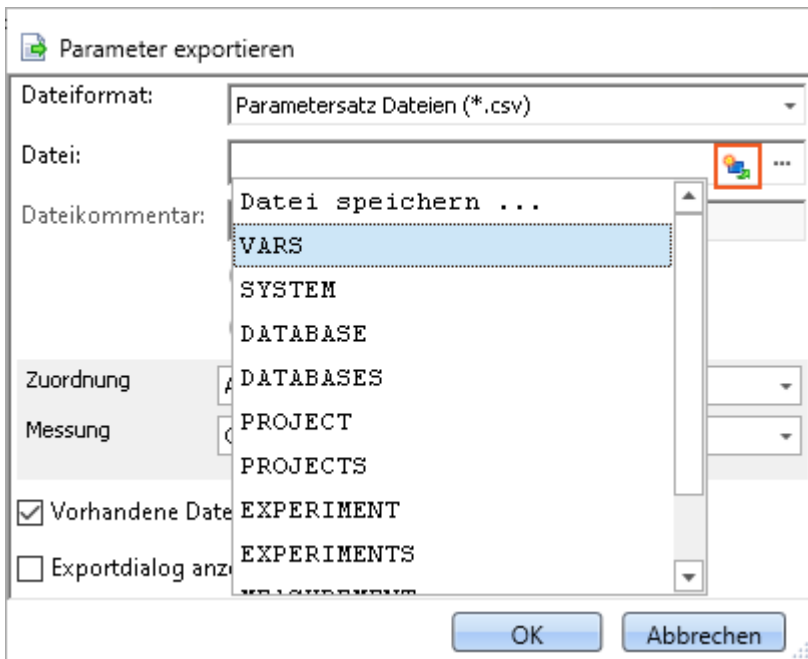 Parameter exportieren
Dateiformat:
Parametersatz Dateien (*.csv)
Datei:
...
Dateikommentar:
Datei speichern ...
VARS
SYSTEM
DATABASE
DATABASES
Zuordnung
PROJECT
Messung
PROJECTS
Vorhandene Date
EXPERIMENT
EXPERIMENTS
Exportdialog anz
OK
Abbrechen